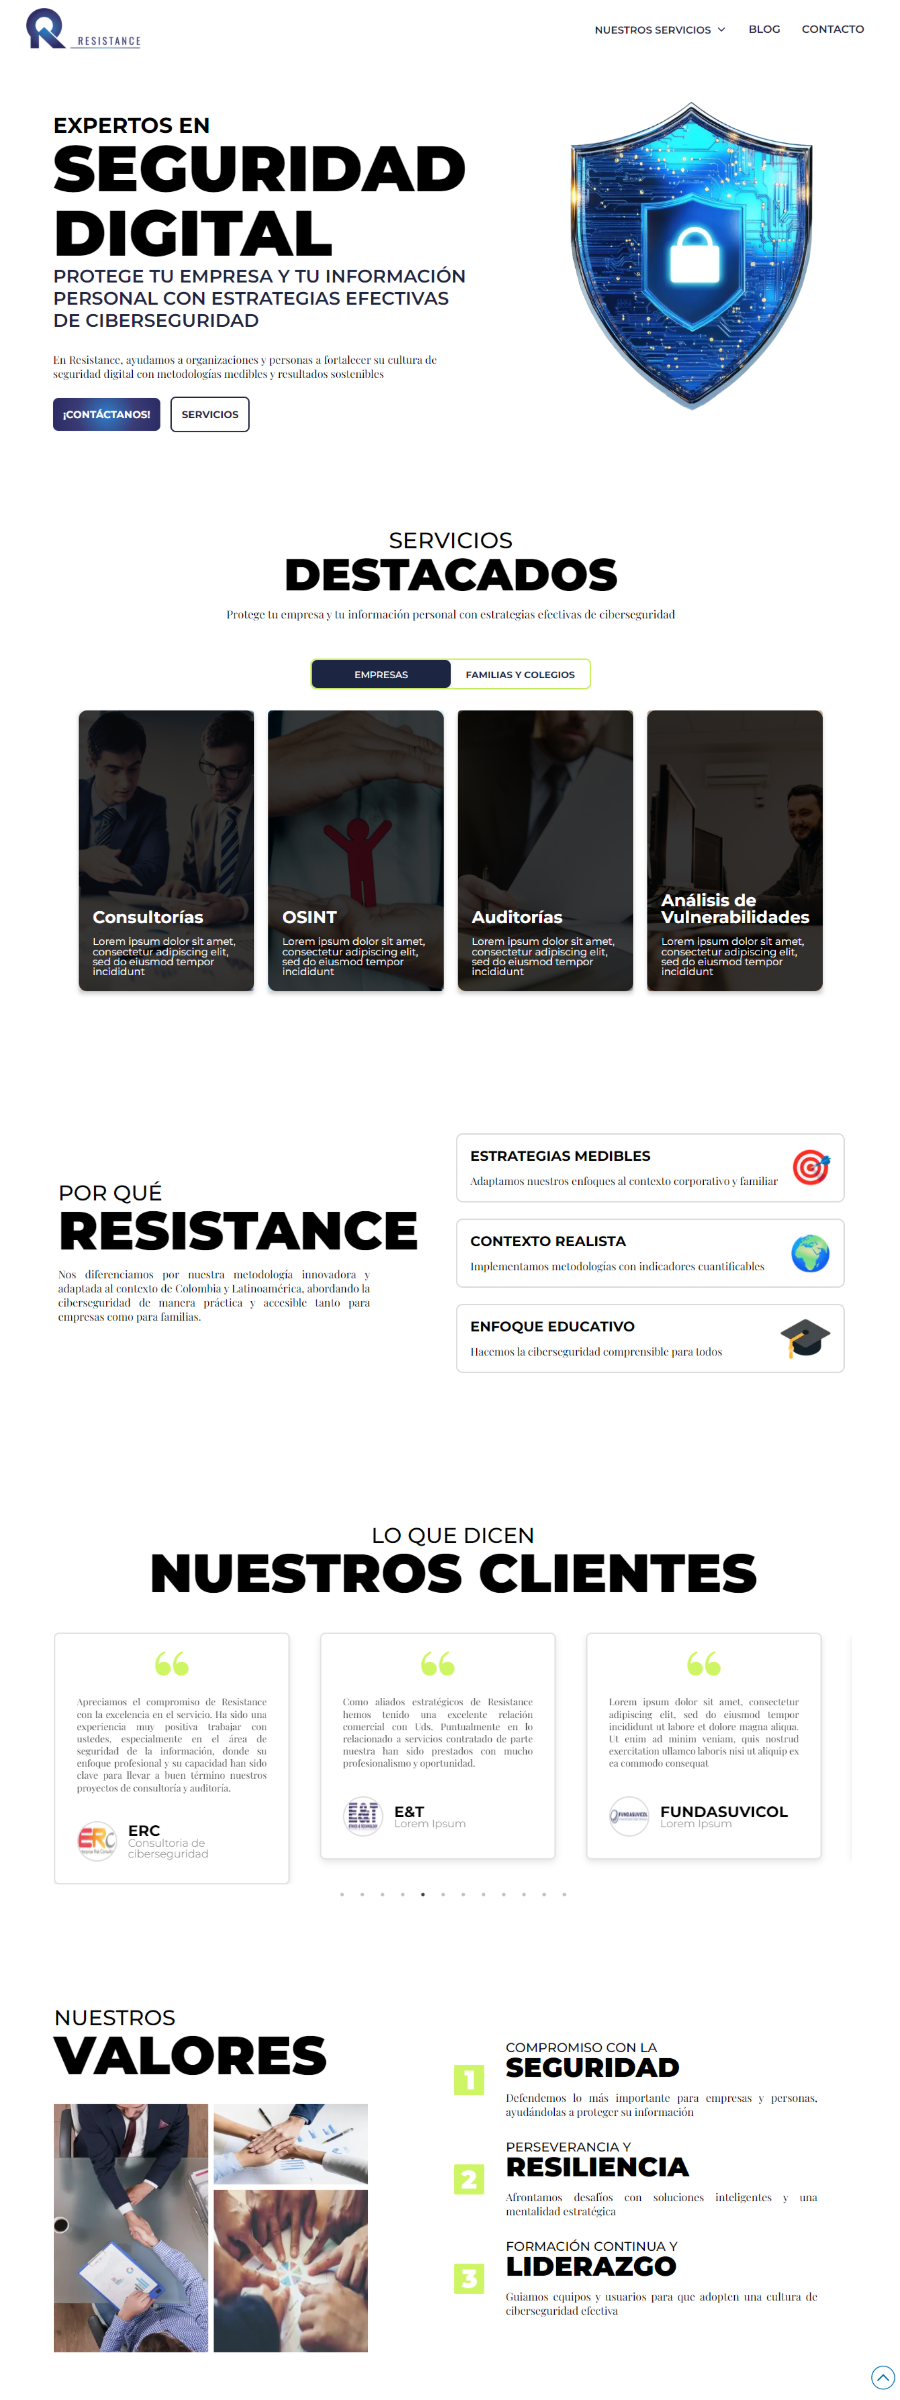 RESISTANCE
NUESTROS SERVICIOS
BLOG
CONTACTO
EXPERTOS EN
SEGURIDAD
DIGITAL
PROTEGE TU EMPRESA Y TU INFORMACIÓN
PERSONAL CON ESTRATEGIAS EFECTIVAS
DE CIBERSEGURIDAD
En Resistance, ayudamos a organizaciones y personas a fortalecer su cultura de
seguridad digital con metodologías medibles y resultados sostenibles
¡CONTÁCTANOS!
SERVICIOS
SERVICIOS
DESTACADOS
Protege tu empresa y tu información personal con estrategias efectivas de ciberseguridad
EMPRESAS
FAMILIAS Y COLEGIOS
Consultorías
Lorem ipsum dolor sit amet,
consectetur adipiscing elit,
sed do eiusmod tempor
incididunt
OSINT
Lorem ipsum dolor sit amet,
consectetur adipiscing elit,
sed do eiusmod tempor
incididunt
Auditorías
Lorem ipsum dolor sit amet,
consectetur adipiscing elit,
sed do eiusmod tempor
incididunt
Análisis de
Vulnerabilidades
Lorem ipsum dolor sit amet,
consectetur adipiscing elit,
sed do eiusmod tempor
incididunt
POR QUÉ
RESISTANCE
Nos diferenciamos por nuestra metodología innovadora y
adaptada al contexto de Colombia y Latinoamérica, abordando la
ciberseguridad de manera práctica y accesible tanto para
empresas como para familias.
ESTRATEGIAS MEDIBLES
Adaptamos nuestros enfoques al contexto corporativo y familiar
CONTEXTO REALISTA
Implementamos metodologías con indicadores cuantificables
ENFOQUE EDUCATIVO
Hacemos la ciberseguridad comprensible para todos
LO QUE DICEN
NUESTROS CLIENTES
Apreciamos el compromiso de Resistance
con la excelencia en el servicio. Ha sido una
experiencia muy positiva trabajar con
ustedes, especialmente en el área de
seguridad de la información, donde su
enfoque profesional y su capacidad han sido
clave para llevar a buen término nuestros
proyectos de consultoría y auditoría.
ERC
ERC
Consultoria de
ciberseguridad
Como aliados estratégicos de Resistance
hemos tenido una excelente relación
comercial con Uds. Puntualmente en lo
relacionado a servicios contratado de parte
nuestra han sido prestados con mucho
profesionalismo y oportunidad.
E&T
E&T
Lorem Ipsum
Lorem ipsum dolor sit amet, consectetur
adipiscing elit, sed do eiusmod tempor
incididunt ut labore et dolore magna aliqua.
Ut enim ad minim veniam, quis nostrud
exercitation ullamco laboris nisi ut aliquip ex
ea commodo consequat
FUNDASUVICOL
FUNDASUVICOL
Lorem Ipsum
NUESTROS
VALORES
1
COMPROMISO CON LA
SEGURIDAD
Defendemos lo más importante para empresas y personas,
ayudándolas a proteger su información
2
PERSEVERANCIA Y
RESILIENCIA
Afrontamos desafíos con soluciones inteligentes y una
mentalidad estratégica
3
FORMACIÓN CONTINUA Y
LIDERAZGO
Guiamos equipos y usuarios para que adopten una cultura de
ciberseguridad efectiva